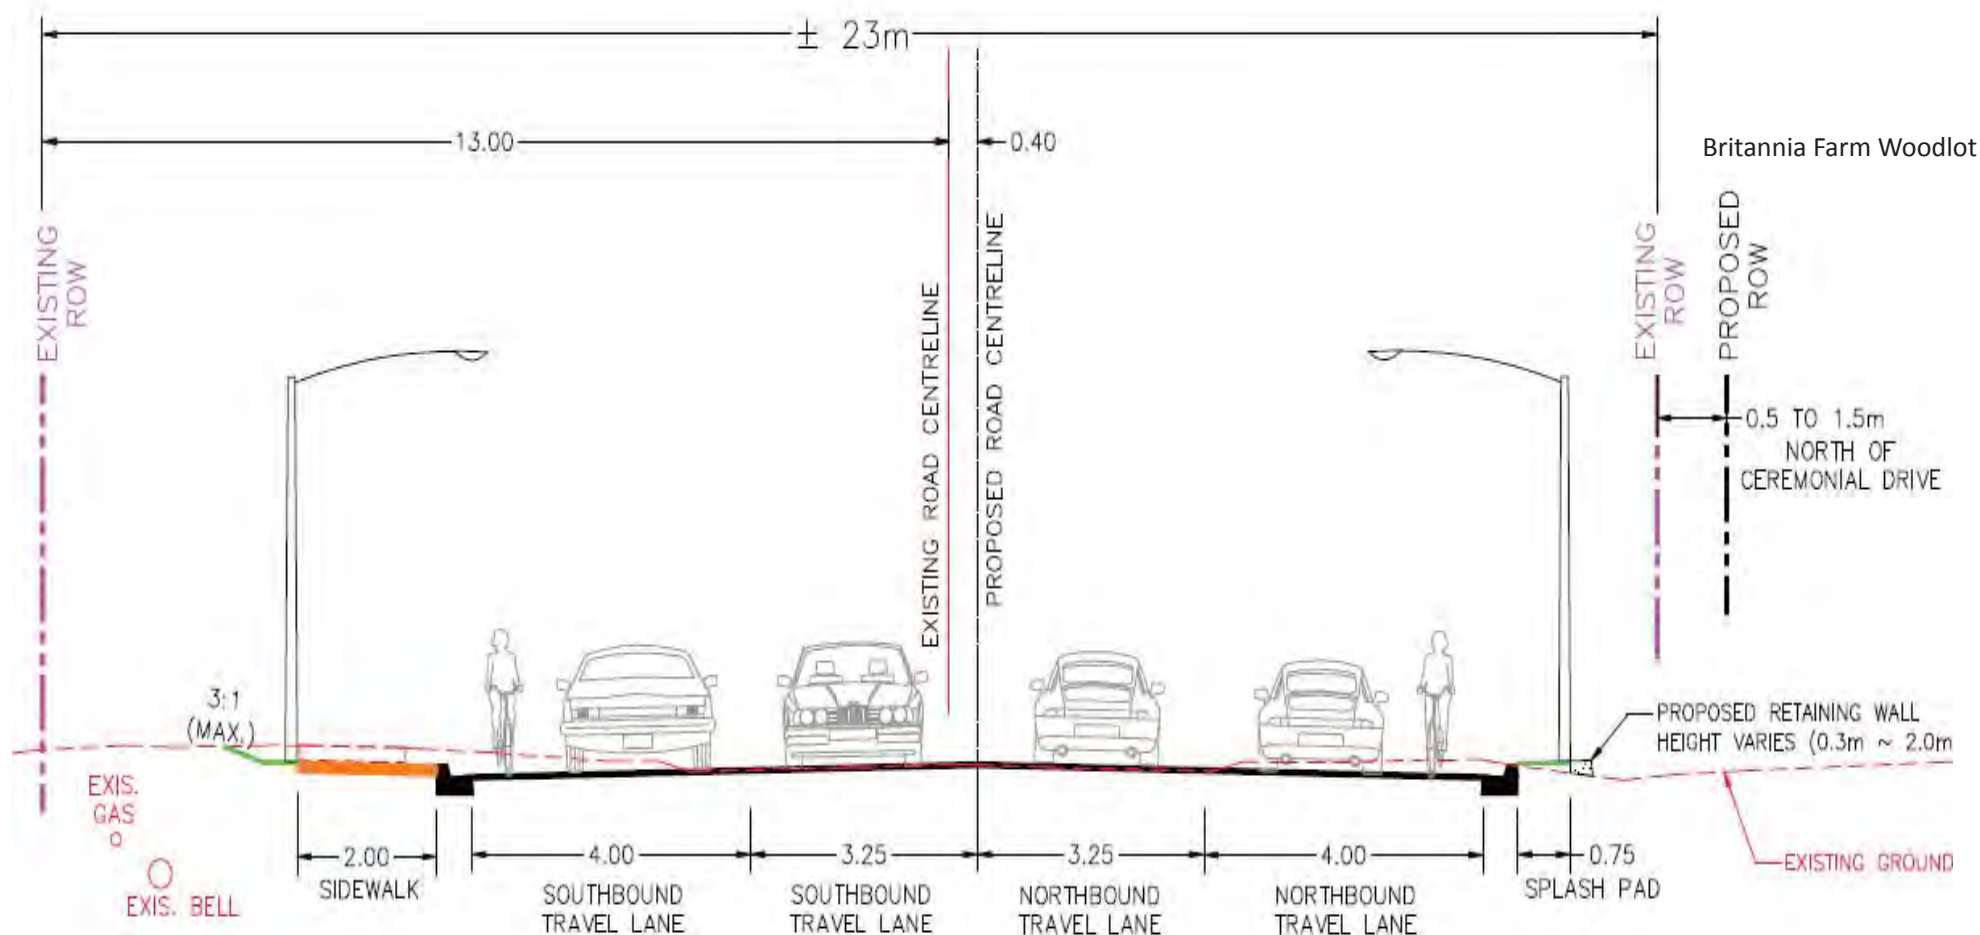 ± 23m
13.00
0.40
Britannia Farm Woodlot
EXISTING
ROW
EXISTING ROAD CENTRELINE
PROPOSED ROAD CENTRELINE
EXISTING
ROW
PROPOSED
ROW
0.5 TO 1.5m
NORTH OF
CEREMONIAL DRIVE
3:1
(MAX.)
PROPOSED RETAINING WALL
HEIGHT VARIES (0.3m ~ 2.0m
EXIS.
GAS
EXIS. BELL
2.00
SIDEWALK
4.00
SOUTHBOUND
TRAVEL LANE
3.25
SOUTHBOUND
TRAVEL LANE
3.25
NORTHBOUND
TRAVEL LANE
4.00
NORTHBOUND
TRAVEL LANE
0.75
SPLASH PAD
EXISTING GROUND